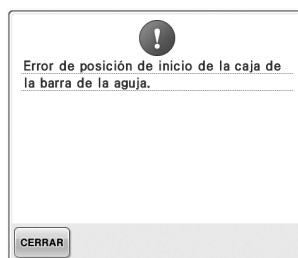 Error de posición de inicio de la caja de
la barra de la aguja.
CERRAR